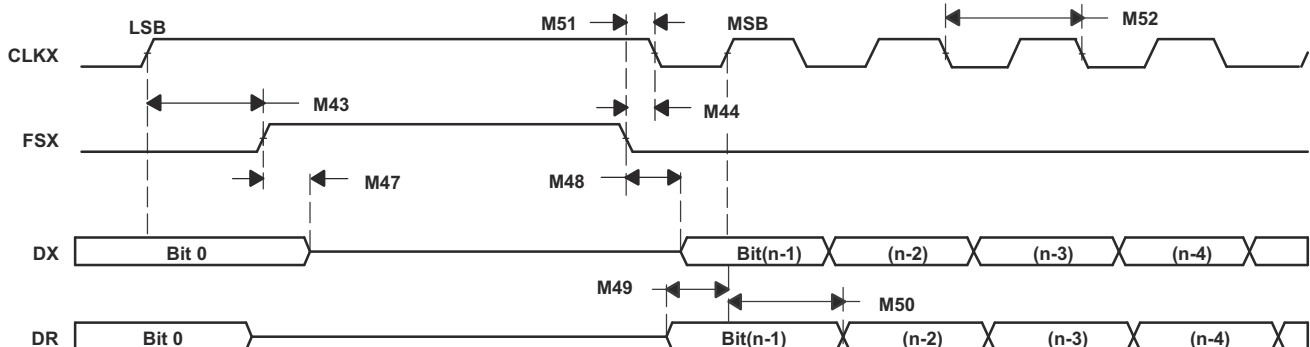 LSB M51 MSB M52
CLKX
M43 M44
FSX
M47 M48
DX Bit 0 Bit(n-1) (n-2) (n-3) (n-4)
M49 M50
DR Bit 0 Bit(n-1) (n-2) (n-3) (n-4)